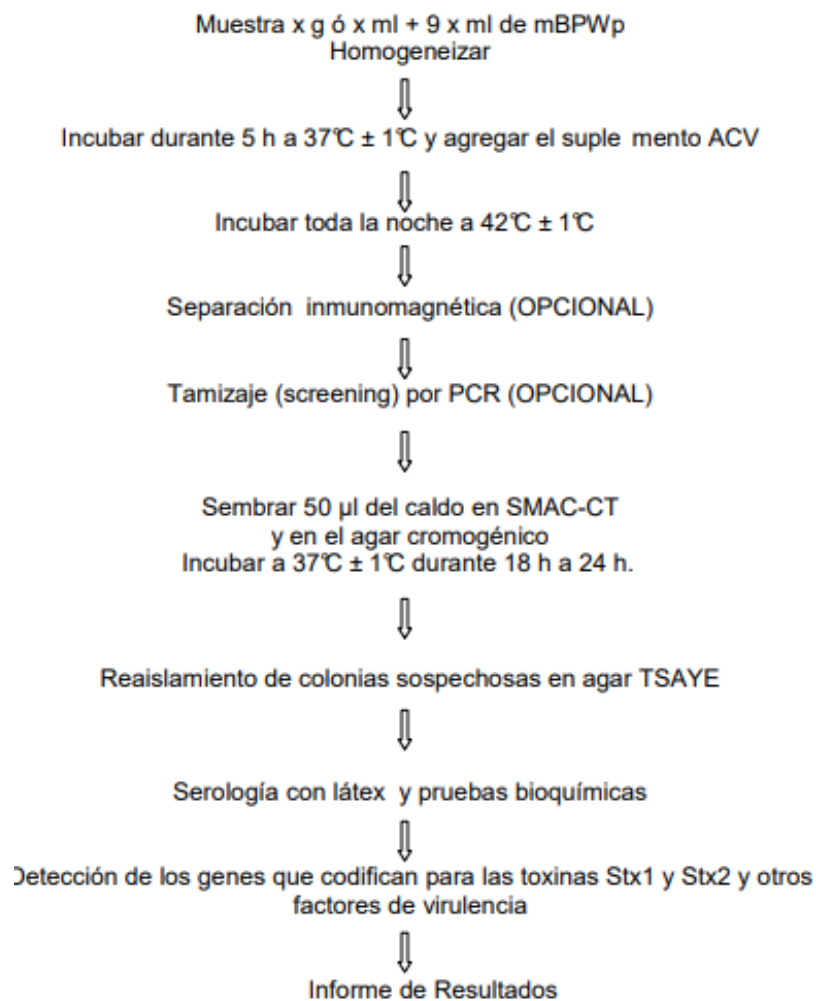 Muestra x g ó x ml + 9 x ml de mBPWp
Homogeneizar
Incubar durante 5 h a 37°C ± 1°C y agregar el suple mento ACV
Incubar toda la noche a 42°C ± 1°C
Separación inmunomagnética (OPCIONAL)
Tamizaje (screening) por PCR (OPCIONAL)
Sembrar 50 µl del caldo en SMAC-CT
y en el agar cromogénico
Incubar a 37°C ± 1°C durante 18 h a 24 h.
Reaislamiento de colonias sospechosas en agar TSAYE
Serología con látex y pruebas bioquímicas
Detección de los genes que codifican para las toxinas Stx1 y Stx2 y otros
factores de virulencia
Informe de Resultados